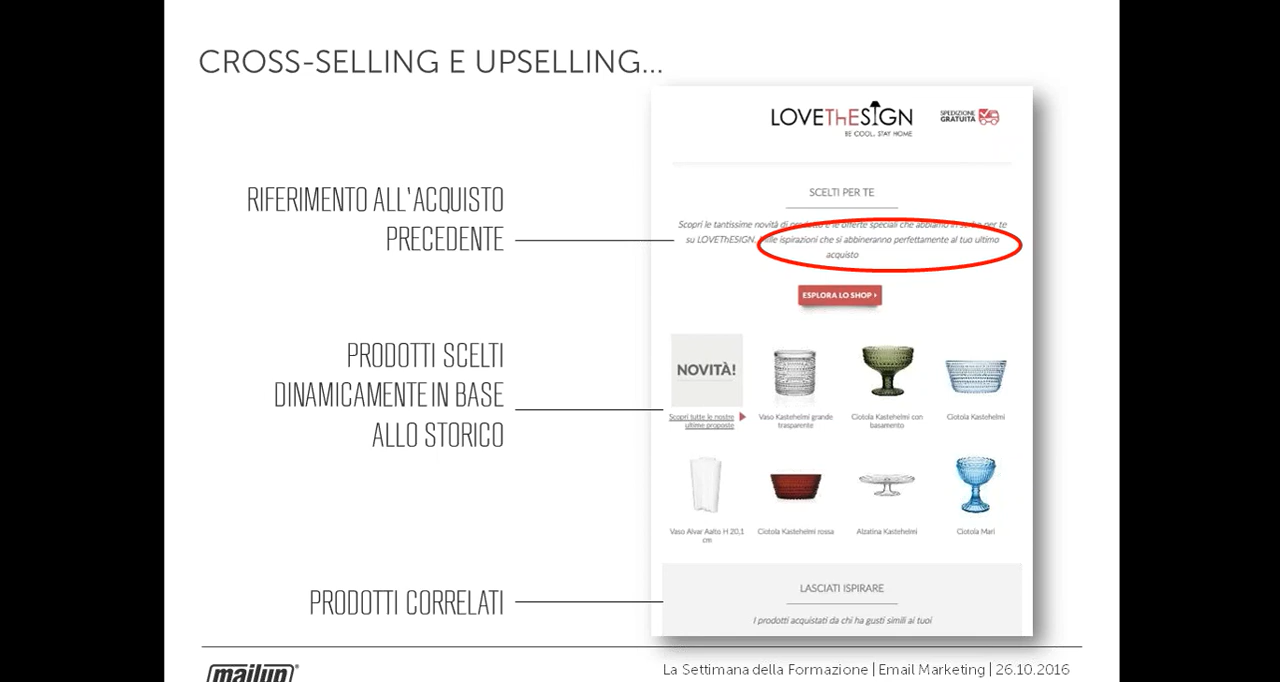 CROSS-SELLING E UPSELLING...
RIFERIMENTO ALL'ACQUISTO
PRECEDENTE
PRODOTTI SCELTI
DINAMICAMENTE IN BASE
ALLO STORICO
PRODOTTI CORRELATI
LOVEThESIGN
BE COOL, STAY HOME
SPEDIZIONE
GRATUITA
SCELTI PER TE
Scopri le tantissime novità di prodotto e le offerte speciali che abbiamo in serbo per te
su LOVEThESIGN. Mille ispirazioni che si abbineranno perfettamente al tuo ultimo
acquisto
ESPLORA LO SHOP ›
NOVITÀ!
Scopri tutte le nostre
ultime proposte
Vaso Kastehelmi grande
trasparente
Ciotola Kastehelmi con
basamento
Ciotola Kastehelmi
Vaso Alvar Aalto H 20,1
cm
Ciotola Kastehelmi rossa
Alzatina Kastehelmi
Ciotola Mari
LASCIATI ISPIRARE
I prodotti acquistati da chi ha gusti simili ai tuoi
mailup®
La Settimana della Formazione | Email Marketing | 26.10.2016